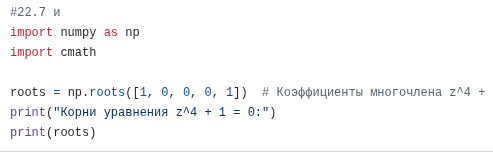 #22.7 и
import numpy as np
import cmath
roots = np.roots([1, 0, 0, 0, 1])  # Коэффициенты многочлена z^4 +
print("Корни уравнения z^4 + 1 = 0:")
print(roots)